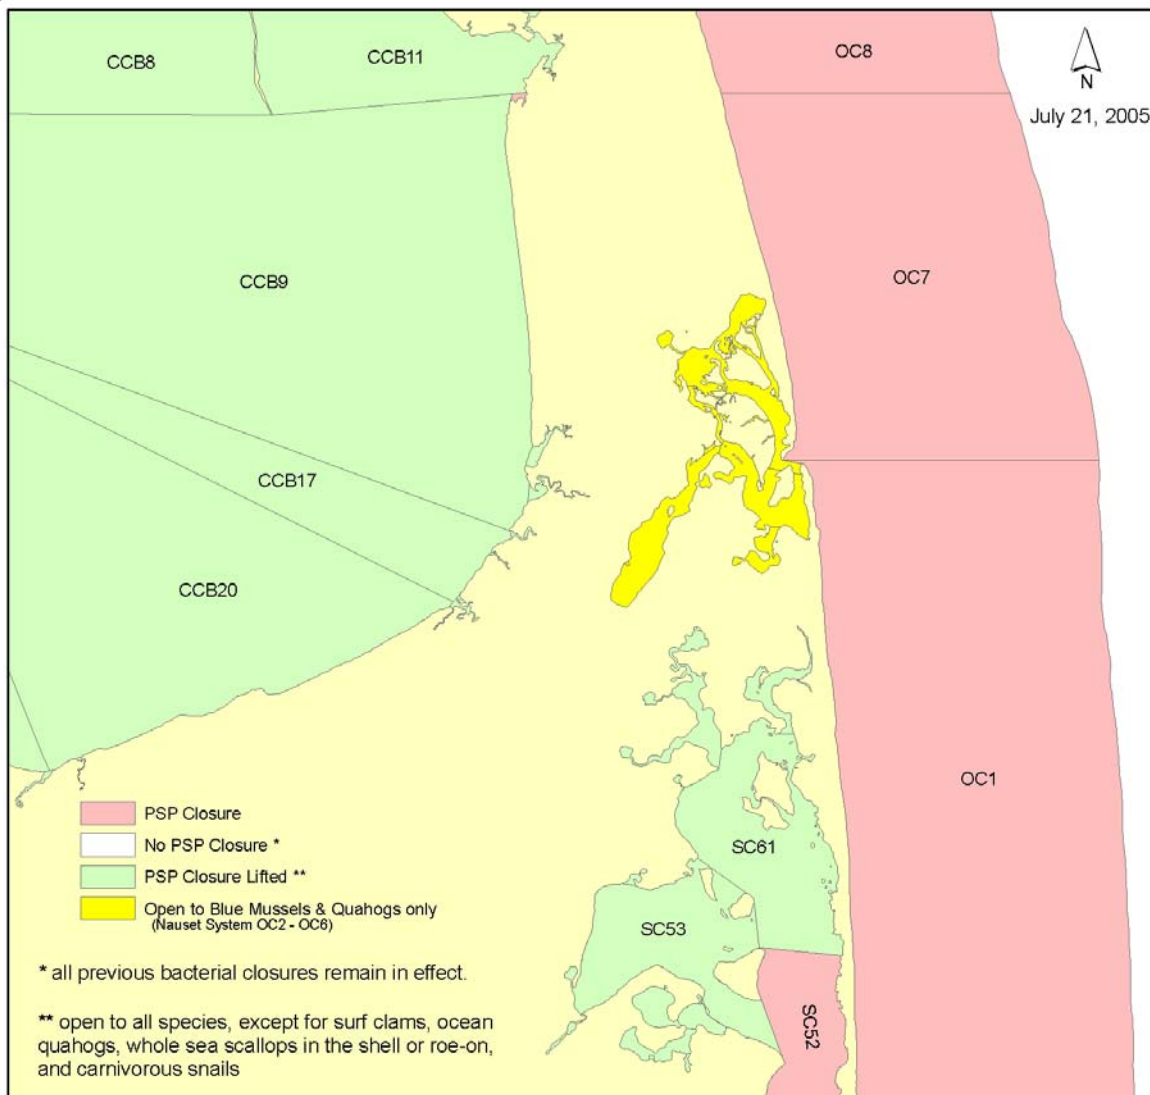 CCB8
CCB11
OC8
N
July 21, 2005
CCB9
OC7
CCB17
CCB20
OC1
PSP Closure
No PSP Closure *
PSP Closure Lifted **
Open to Blue Mussels & Quahogs only
(Nauset System OC2 - OC6)
SC61
SC53
SC52
* all previous bacterial closures remain in effect.
** open to all species, except for surf clams, ocean
quahogs, whole sea scallops in the shell or roe-on,
and carnivorous snails